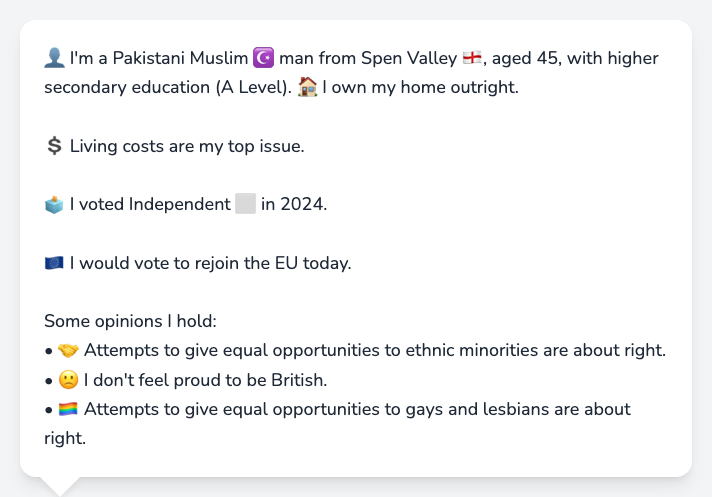 👤 I'm a Pakistani Muslim ☪️ man from Spen Valley 🏴󠁧󠁢󠁥󠁮󠁧󠁿, aged 45, with higher
secondary education (A Level). 🏠 I own my home outright.
💲 Living costs are my top issue.
🗳️ I voted Independent ⬜ in 2024.
🇪🇺 I would vote to rejoin the EU today.
Some opinions I hold:
• 🤝 Attempts to give equal opportunities to ethnic minorities are about right.
• 🙁 I don't feel proud to be British.
• 🏳️‍🌈 Attempts to give equal opportunities to gays and lesbians are about
right.